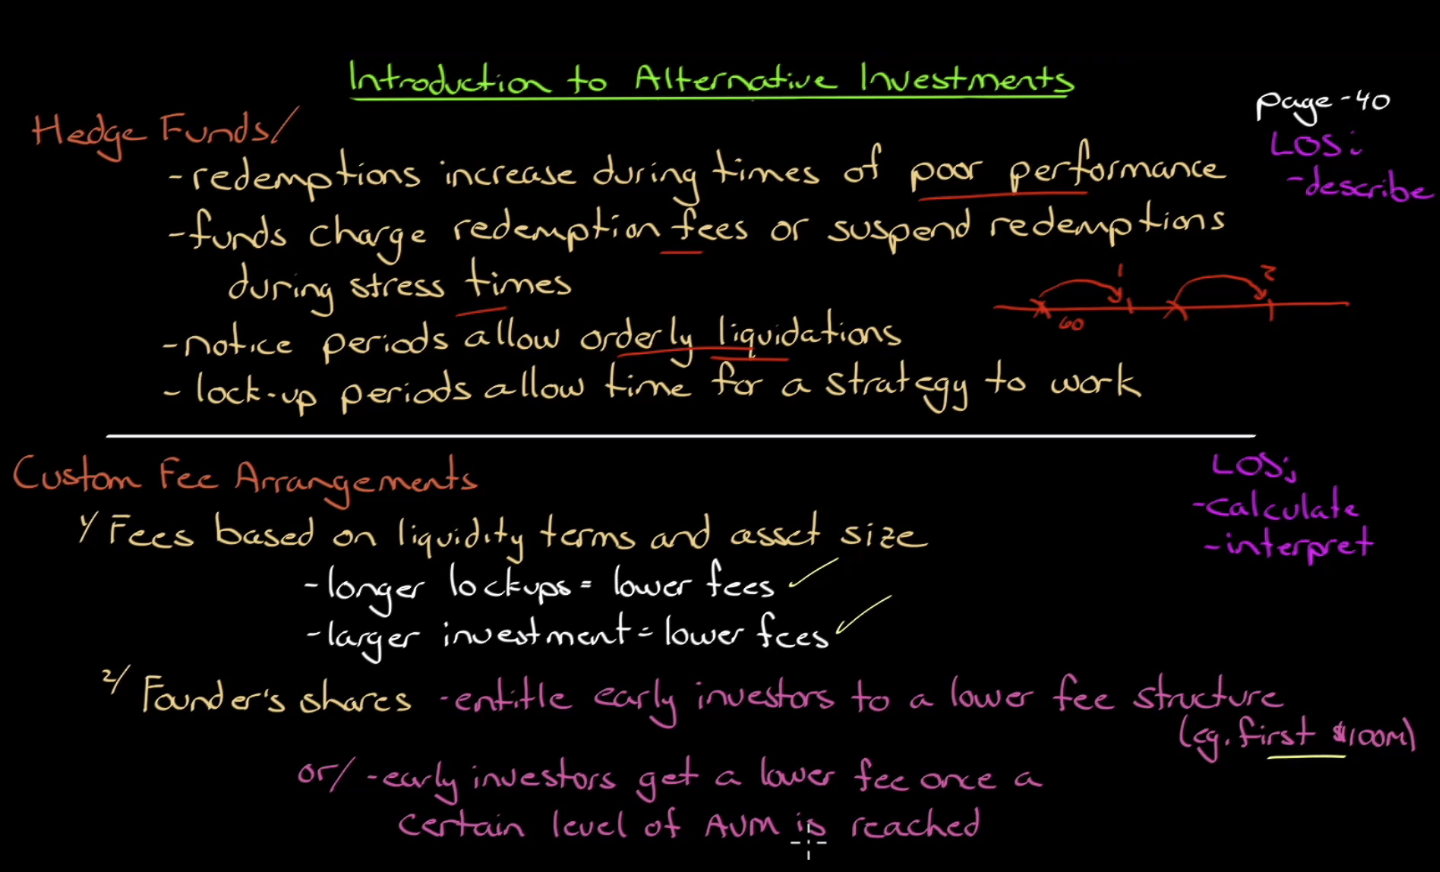 Introduction to Alternative Investments
page-40
Hedge Funds/
LOS i
-describe
-redemptions increase during times of poor performance
-funds charge redemption fees or suspend redemptions
during stress times
1 2
60
-notice periods allow orderly liquidations
- lock-up periods allow time for a strategy to work
Custom Fee Arrangements
LOS j
-calculate
-interpret
1/ Fees based on liquidity terms and asset size
-longer lockups = lower fees
-larger investment = lower fees
2/ Founder's shares -entitle early investors to a lower fee structure
(eg. first $100M)
or/ -early investors get a lower fee once a
certain level of AUM is reached